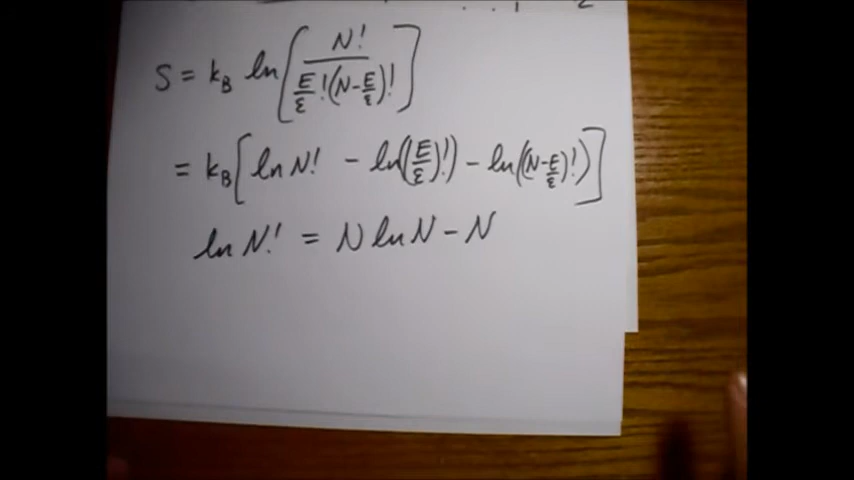 S = k_B ln[N! / (E/ε)!(N-E/ε)!]
= k_B[ln N! - ln((E/ε)!) - ln((N-E/ε)!)]
ln N! = N ln N - N